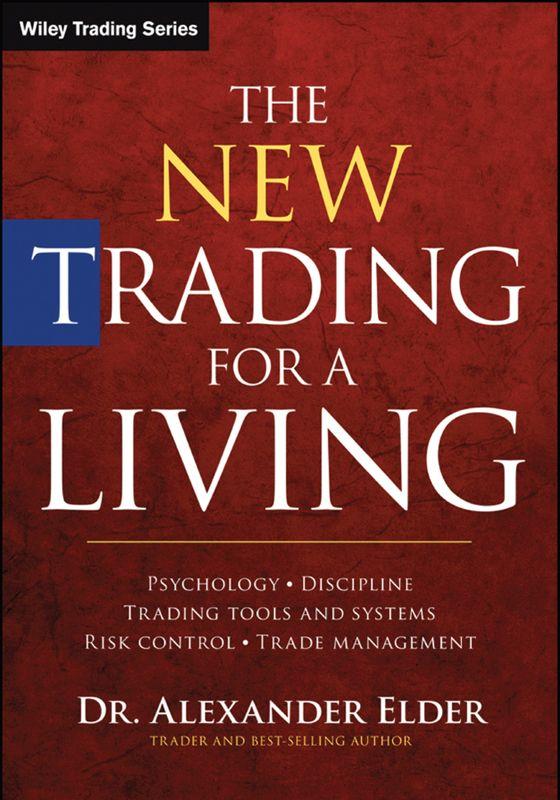 Wiley Trading Series
THE
NEW
TRADING
FOR A
LIVING
PSYCHOLOGY • DISCIPLINE
TRADING TOOLS AND SYSTEMS
RISK CONTROL • TRADE MANAGEMENT
DR. ALEXANDER ELDER
TRADER AND BEST-SELLING AUTHOR